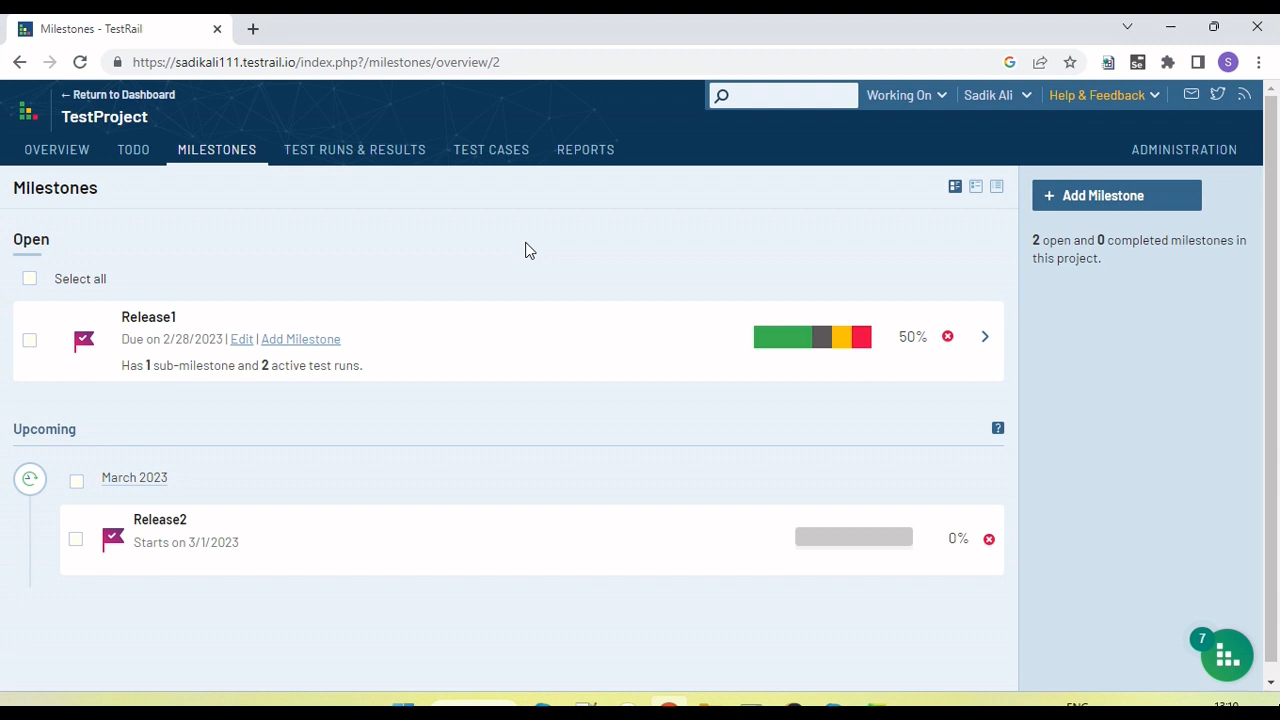 Milestones - TestRail
https://sadikali111.testrail.io/index.php?/milestones/overview/2
Se
S
← Return to Dashboard
TestProject
Working On
Sadik Ali
Help & Feedback
OVERVIEW
TODO
MILESTONES
TEST RUNS & RESULTS
TEST CASES
REPORTS
ADMINISTRATION
Milestones
+ Add Milestone
2 open and 0 completed milestones in
this project.
Open
Select all
Release1
Due on 2/28/2023 | Edit | Add Milestone
Has 1 sub-milestone and 2 active test runs.
50%
Upcoming
?
March 2023
Release2
Starts on 3/1/2023
0%
7